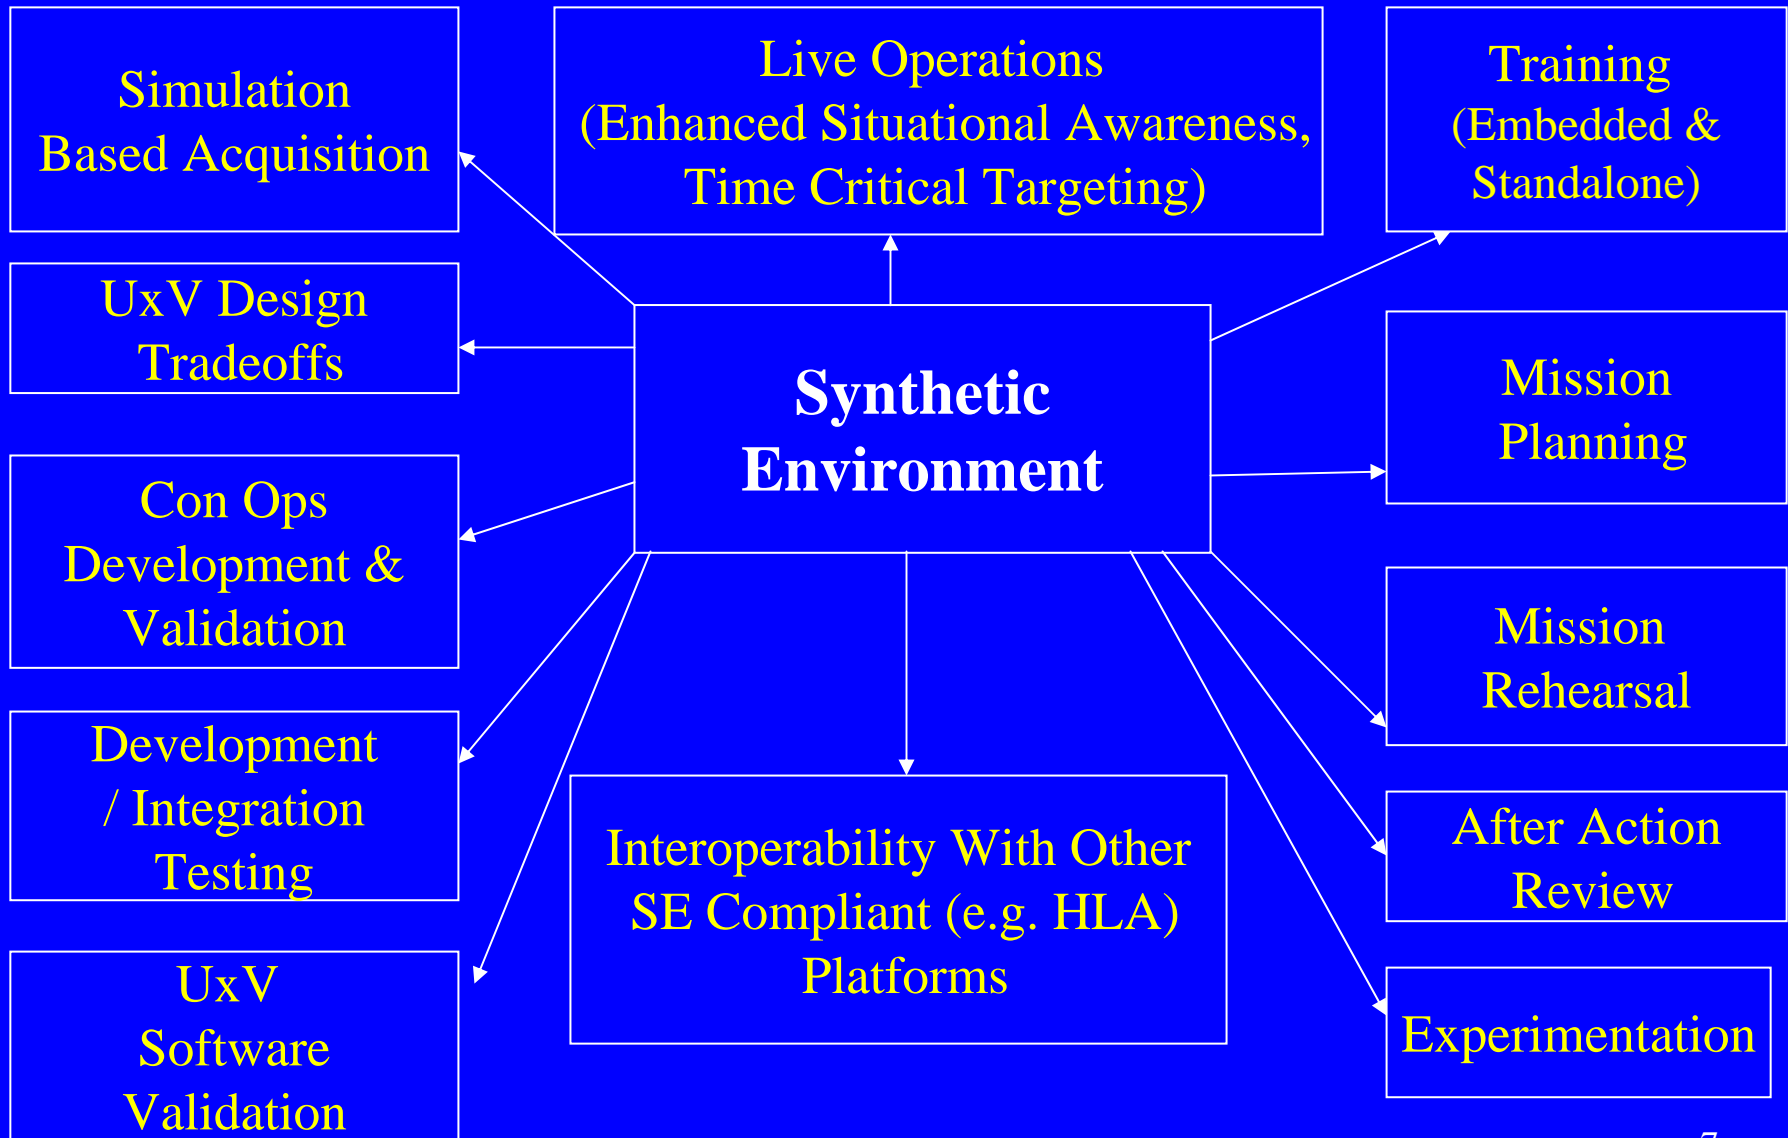 Simulation
Based Acquisition
Live Operations
(Enhanced Situational Awareness,
Time Critical Targeting)
Training
(Embedded &
Standalone)
UxV Design
Tradeoffs
Synthetic
Environment
Mission
Planning
Con Ops
Development &
Validation
Mission
Rehearsal
Development
/ Integration
Testing
Interoperability With Other
SE Compliant (e.g. HLA)
Platforms
After Action
Review
UxV
Software
Validation
Experimentation
7